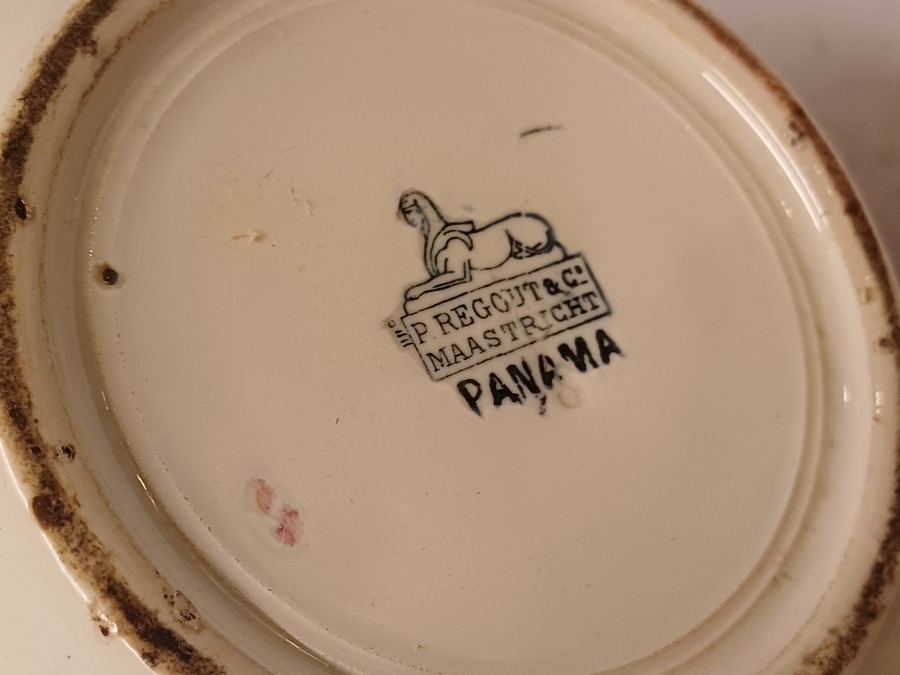 P. REGOUT & Cº
MAASTRICHT
PANAMA